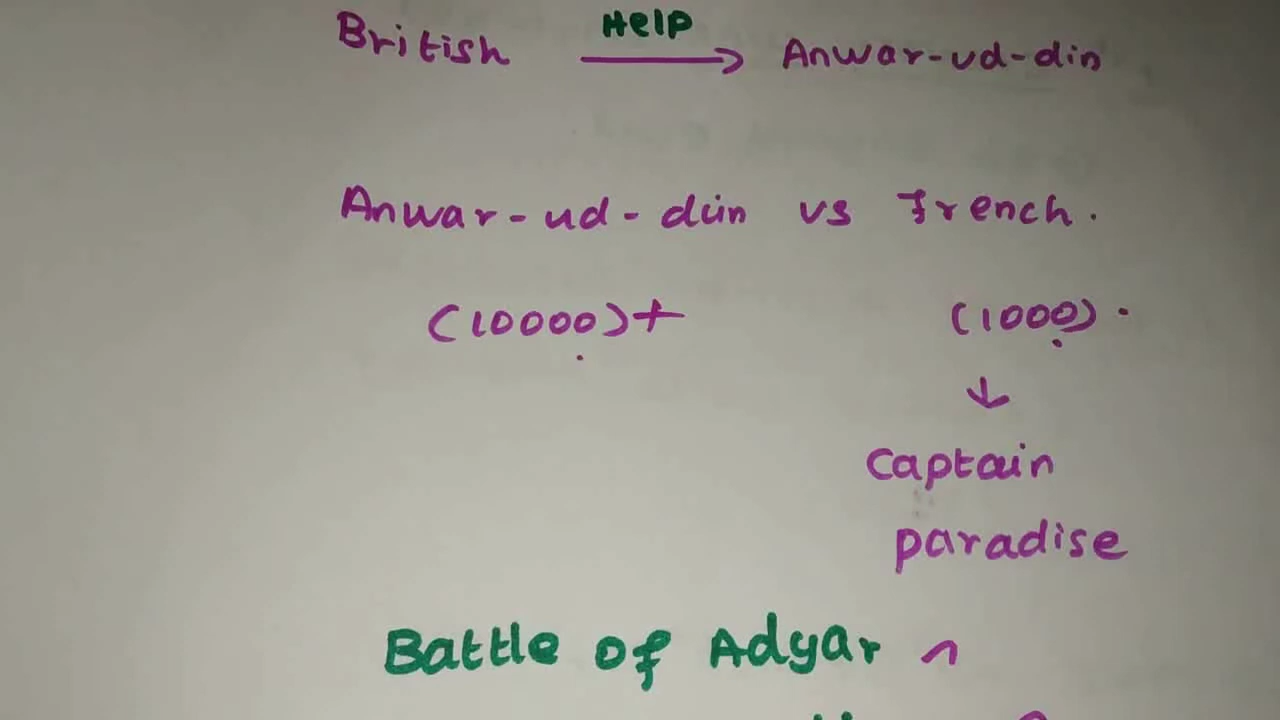 British Help → Anwar-ud-din
Anwar-ud-din vs French.
(10000)+ (1000).
↓
Captain
paradise
Battle of Adyar